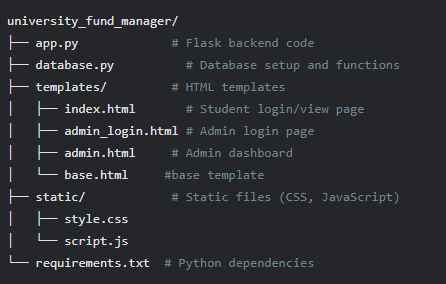 university_fund_manager/
├── app.py # Flask backend code
├── database.py # Database setup and functions
├── templates/ # HTML templates
│ ├── index.html # Student login/view page
│ ├── admin_login.html # Admin login page
│ ├── admin.html # Admin dashboard
│ └── base.html #base template
├── static/ # Static files (CSS, JavaScript)
│ ├── style.css
│ └── script.js
└── requirements.txt # Python dependencies